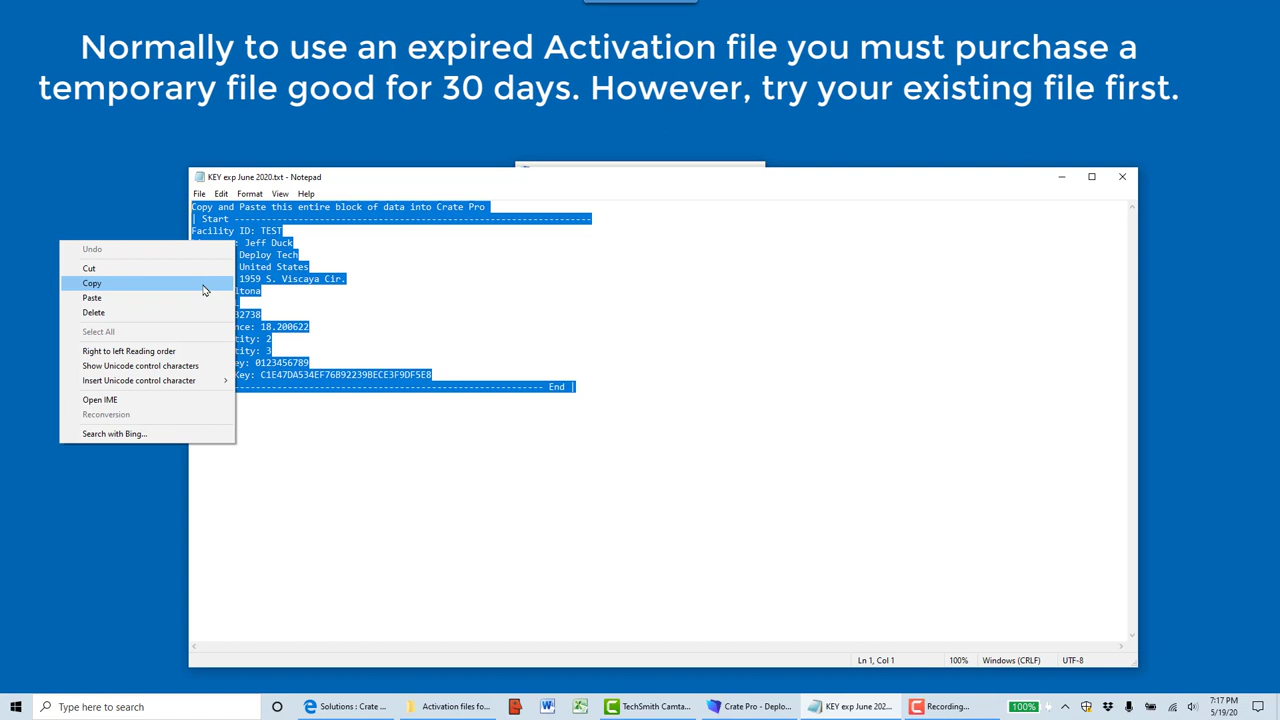 Normally to use an expired Activation file you must purchase a
temporary file good for 30 days. However, try your existing file first.
KEY exp June 2020.txt - Notepad
File Edit Format View Help
Copy and Paste this entire block of data into Crate Pro
| Start -----------------------------------------------------------
Facility ID: TEST
: Jeff Duck
Deploy Tech
United States
1959 S. Viscaya Cir.
ltona
32738
nce: 18.200622
tity: 2
tity: 3
ey: 0123456789
Key: C1E47DA534EF76B92239BECE3F9DF5E8
---------------------------------------------------- End |
Undo
Cut
Copy
Paste
Delete
Select All
Right to left Reading order
Show Unicode control characters
Insert Unicode control character
Open IME
Reconversion
Search with Bing...
Ln 1, Col 1 100% Windows (CRLF) UTF-8
Type here to search
Solutions : Crate ...
Activation files fo...
TechSmith Camta...
Crate Pro - Deplo...
KEY exp June 202...
Recording...
100%
7:17 PM
5/19/20